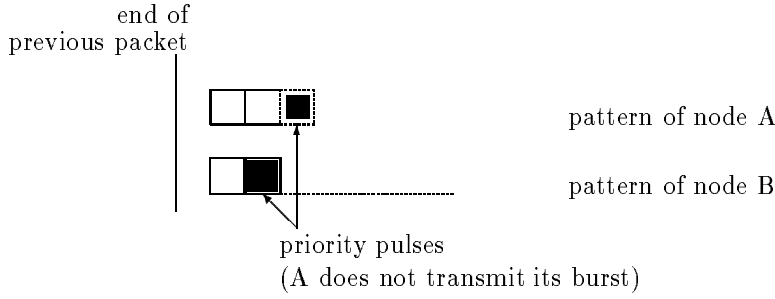 end of
previous packet
pattern of node A
pattern of node B
priority pulses
(A does not transmit its burst)